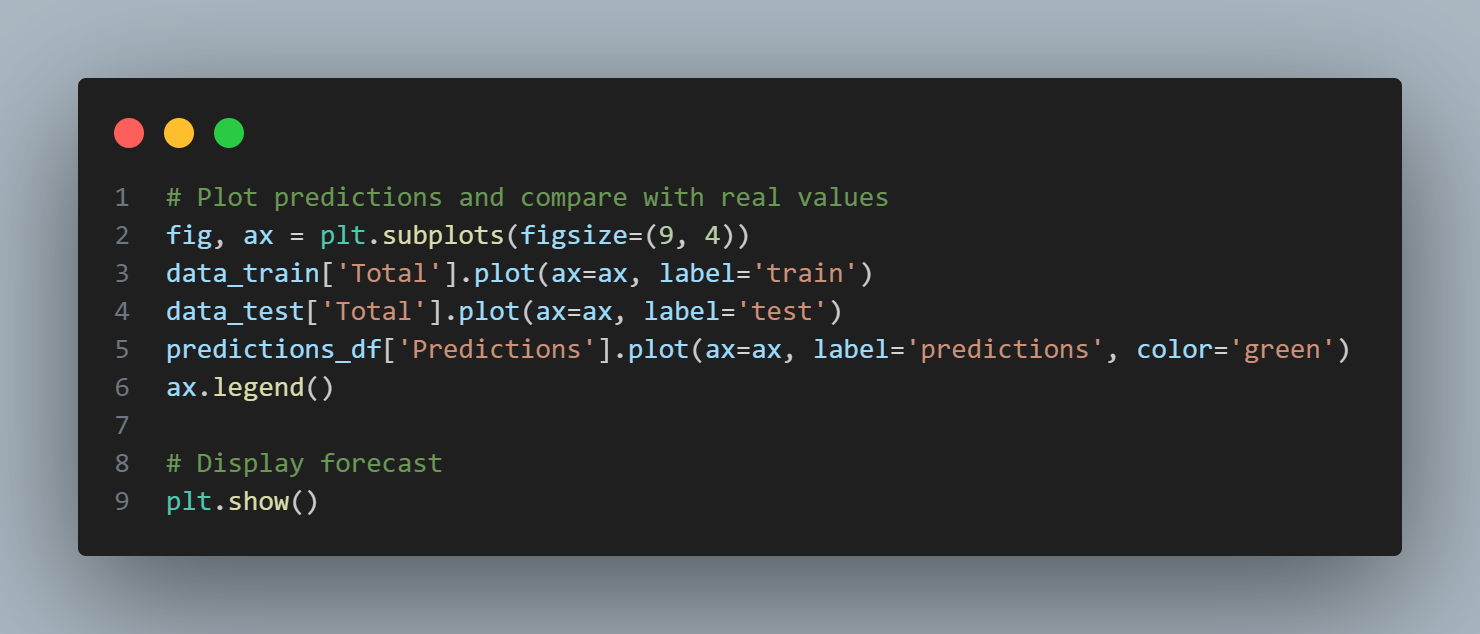 1 # Plot predictions and compare with real values
2 fig, ax = plt.subplots(figsize=(9, 4))
3 data_train['Total'].plot(ax=ax, label='train')
4 data_test['Total'].plot(ax=ax, label='test')
5 predictions_df['Predictions'].plot(ax=ax, label='predictions', color='green')
6 ax.legend()
7
8 # Display forecast
9 plt.show()